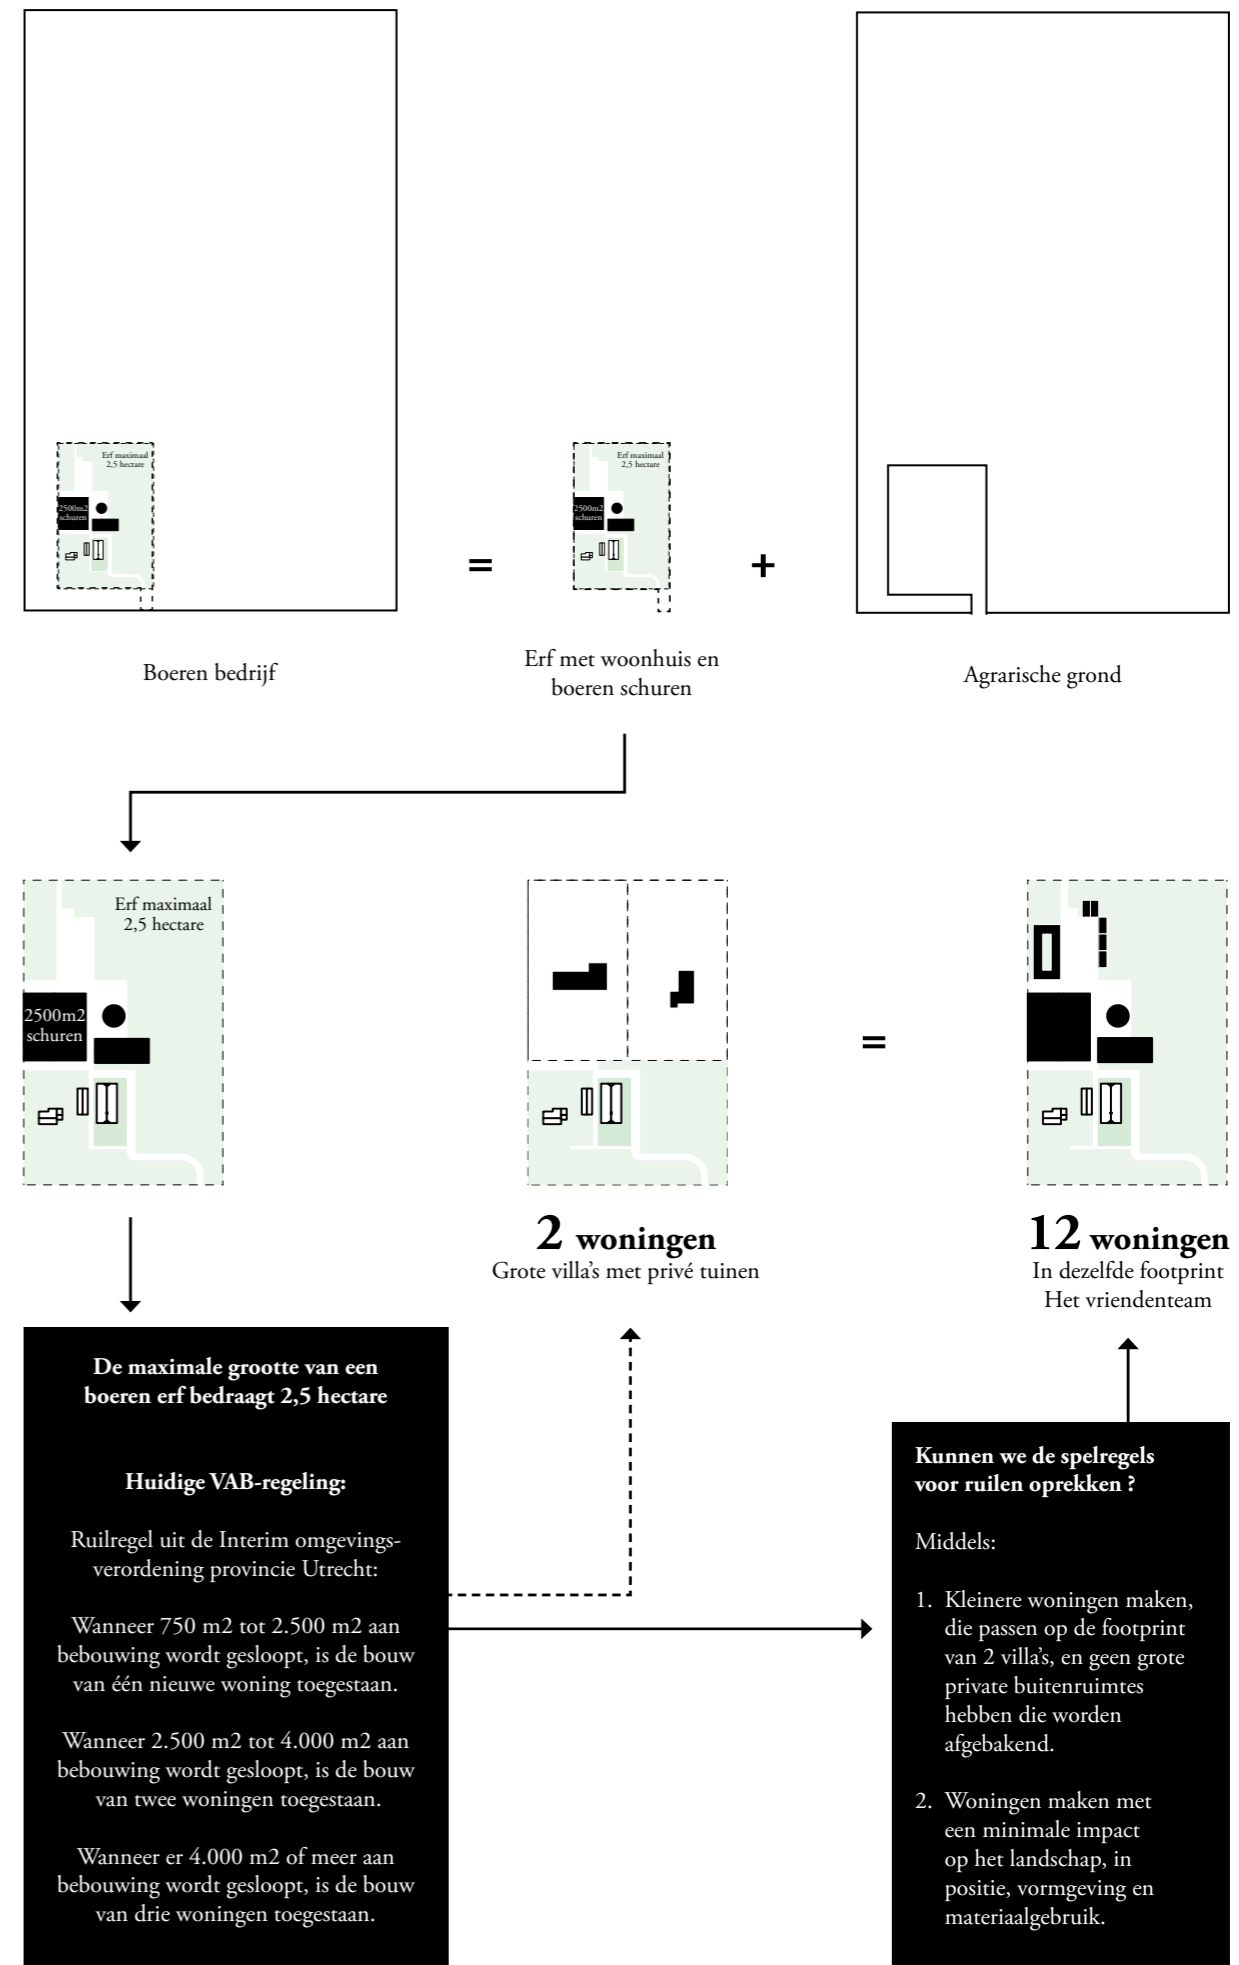 Erf maximaal
2,5 hectare
2500m2
schuren
Erf maximaal
2,5 hectare
2500m2
schuren
=
+
Boeren bedrijf
Erf met woonhuis en
boeren schuren
Agrarische grond
Erf maximaal
2,5 hectare
2500m2
schuren
=
2 woningen
Grote villa's met privé tuinen
12 woningen
In dezelfde footprint
Het vriendenteam
De maximale grootte van een
boeren erf bedraagt 2,5 hectare
Huidige VAB-regeling:
Ruilregel uit de Interim omgevings-
verordening provincie Utrecht:
Wanneer 750 m2 tot 2.500 m2 aan
bebouwing wordt gesloopt, is de bouw
van één nieuwe woning toegestaan.
Wanneer 2.500 m2 tot 4.000 m2 aan
bebouwing wordt gesloopt, is de bouw
van twee woningen toegestaan.
Wanneer er 4.000 m2 of meer aan
bebouwing wordt gesloopt, is de bouw
van drie woningen toegestaan.
Kunnen we de spelregels
voor ruilen oprekken ?
Middels:
1. Kleinere woningen maken,
die passen op de footprint
van 2 villa's, en geen grote
private buitenruimtes
hebben die worden
afgebakend.
2. Woningen maken met
een minimale impact
op het landschap, in
positie, vormgeving en
materiaalgebruik.